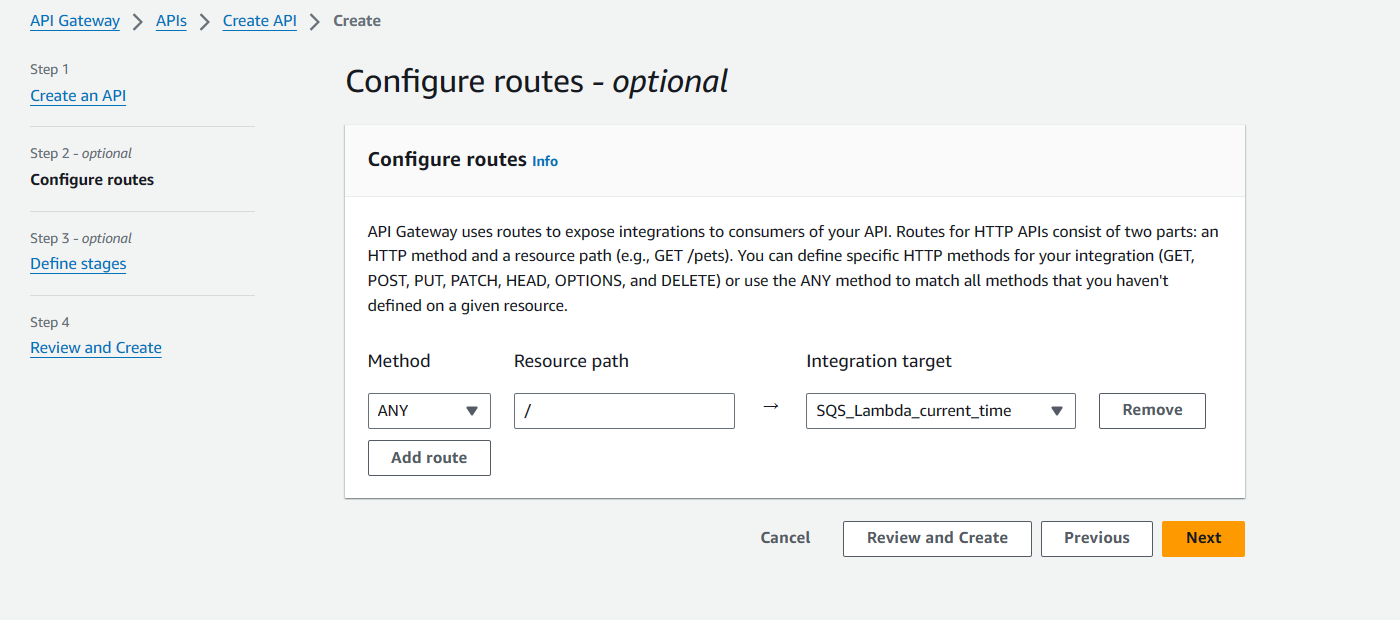 API Gateway > APIs > Create API > Create
Step 1
Create an API
Step 2 - optional
Configure routes
Step 3 - optional
Define stages
Step 4
Review and Create
Configure routes - optional
Configure routes Info
API Gateway uses routes to expose integrations to consumers of your API. Routes for HTTP APIs consist of two parts: an
HTTP method and a resource path (e.g., GET /pets). You can define specific HTTP methods for your integration (GET,
POST, PUT, PATCH, HEAD, OPTIONS, and DELETE) or use the ANY method to match all methods that you haven't
defined on a given resource.
Method Resource path Integration target
ANY / → SQS_Lambda_current_time Remove
Add route
Cancel Review and Create Previous Next